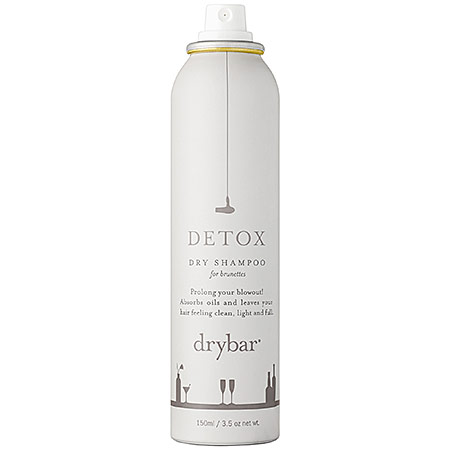 DETOX
DRY SHAMPOO
for brunettes
Prolong your blowout!
Absorbs oils and leaves your
hair feeling clean, light and full.
drybar®
150ml / 3.5 oz net wt.